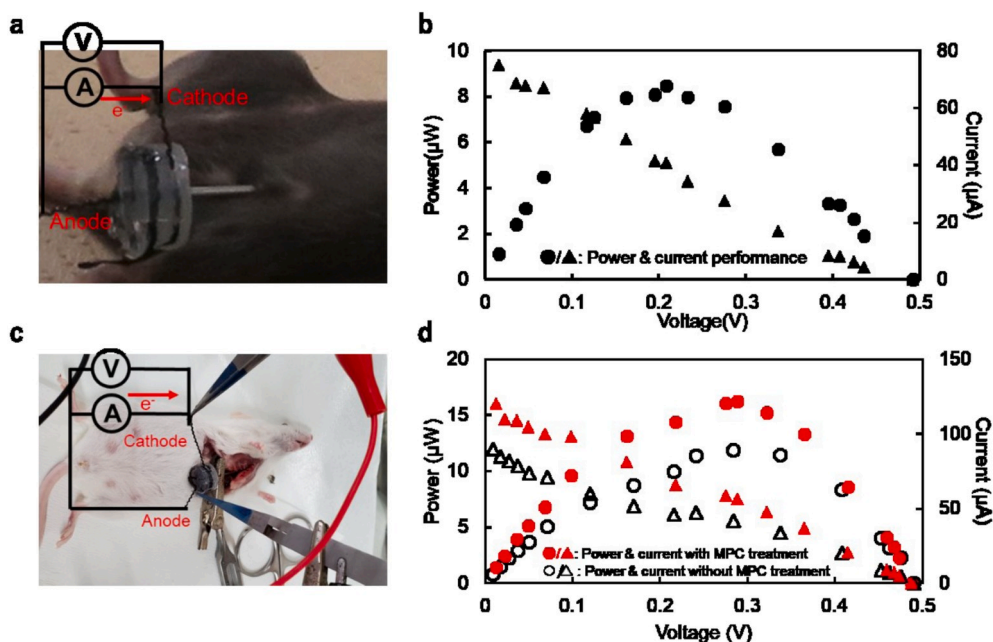 a
V
A
e
Cathode
Anode
b
10
8
6
4
2
0
Power(μW)
80
60
40
20
0
Current (μA)
●/▲: Power & current performance
0
0.1
0.2
0.3
0.4
0.5
Voltage(V)
c
V
A
e-
Cathode
Anode
d
20
15
10
5
0
Power (μW)
150
100
50
0
Current (μA)
●/▲: Power & current with MPC treatment
○/△: Power & current without MPC treatment
0
0.1
0.2
0.3
0.4
0.5
Voltage (V)